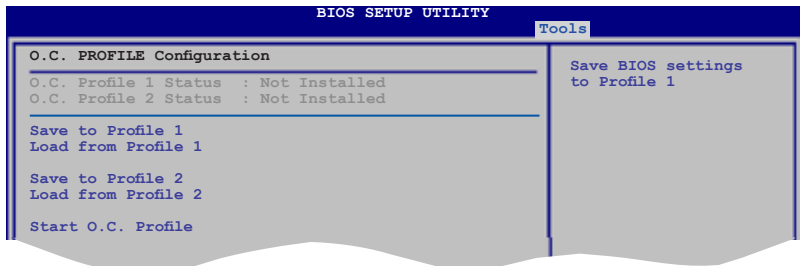 BIOS SETUP UTILITY
Tools
O.C. PROFILE Configuration
O.C. Profile 1 Status : Not Installed
O.C. Profile 2 Status : Not Installed
Save to Profile 1
Load from Profile 1
Save to Profile 2
Load from Profile 2
Start O.C. Profile
Save BIOS settings
to Profile 1